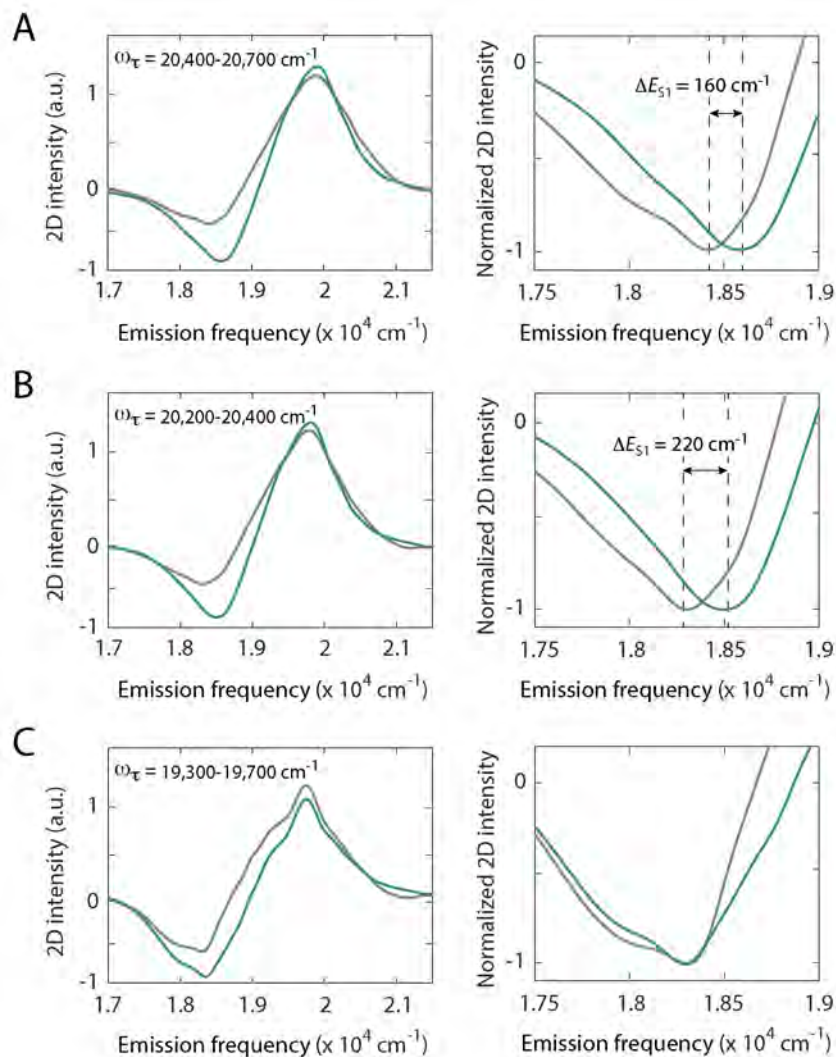 A
ω_τ = 20,400-20,700 cm⁻¹
2D intensity (a.u.)
1
0
-1
1.7 1.8 1.9 2 2.1
Emission frequency (x 10⁴ cm⁻¹)
ΔE_S1 = 160 cm⁻¹
Normalized 2D intensity
0
-1
1.75 1.8 1.85 1.9
Emission frequency (x 10⁴ cm⁻¹)
B
ω_τ = 20,200-20,400 cm⁻¹
2D intensity (a.u.)
1
0
-1
1.7 1.8 1.9 2 2.1
Emission frequency (x 10⁴ cm⁻¹)
ΔE_S1 = 220 cm⁻¹
Normalized 2D intensity
0
-1
1.75 1.8 1.85 1.9
Emission frequency (x 10⁴ cm⁻¹)
C
ω_τ = 19,300-19,700 cm⁻¹
2D intensity (a.u.)
1
0
-1
1.7 1.8 1.9 2 2.1
Emission frequency (x 10⁴ cm⁻¹)
Normalized 2D intensity
0
-1
1.75 1.8 1.85 1.9
Emission frequency (x 10⁴ cm⁻¹)